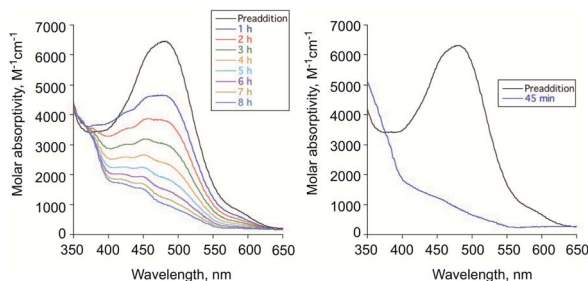 7000
6000
5000
4000
3000
2000
1000
0
Molar absorptivity, M⁻¹cm⁻¹
350 400 450 500 550 600 650
Wavelength, nm
Preaddition
1 h
2 h
3 h
4 h
5 h
6 h
7 h
8 h
7000
6000
5000
4000
3000
2000
1000
0
Molar absorptivity, M⁻¹cm⁻¹
350 400 450 500 550 600 650
Wavelength, nm
Preaddition
45 min